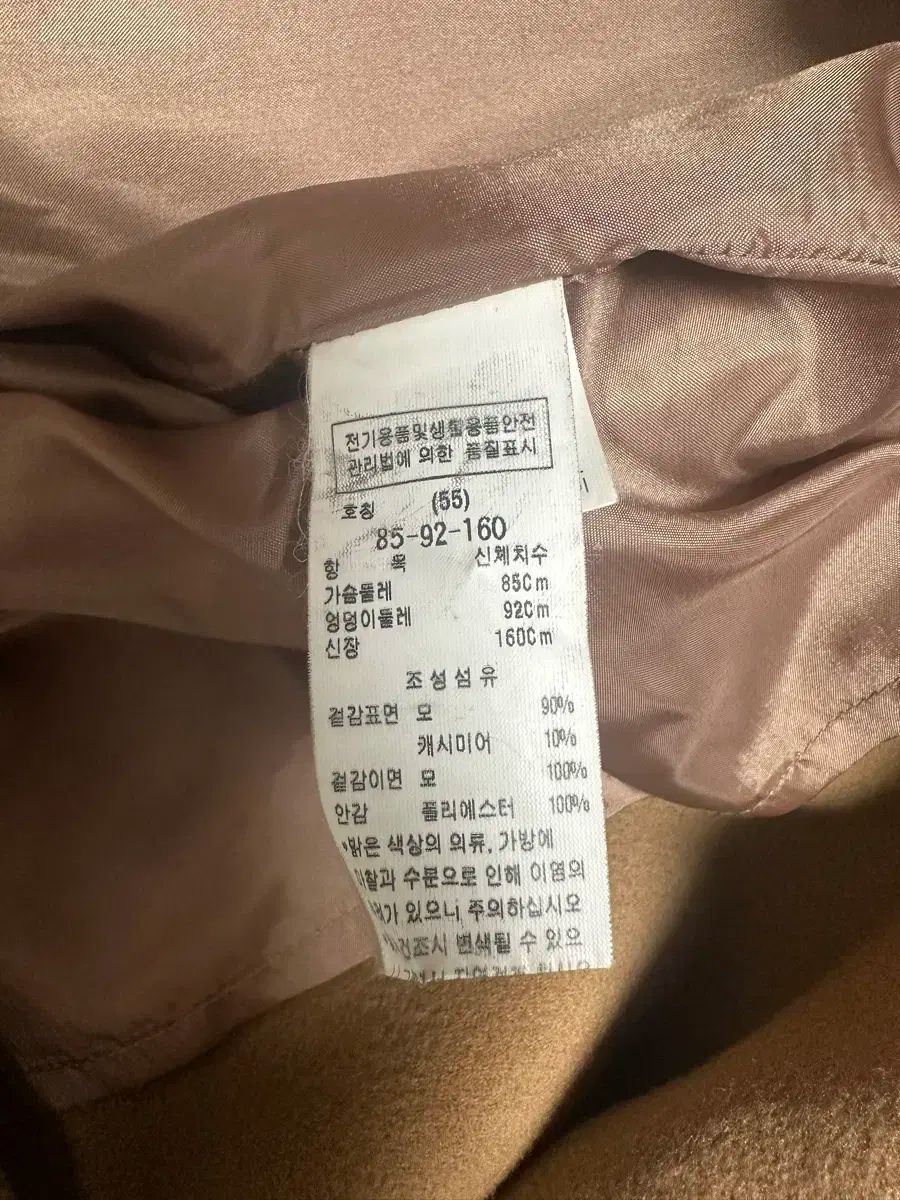 전기용품및생활용품안전
관리법에 의한 품질표시
호칭 (55)
85-92-160
항 목 신체치수
가슴둘레 85Cm
엉덩이둘레 92Cm
신장 160Cm
조성섬유
겉감표면 모 90%
캐시미어 10%
겉감이면 모 100%
안감 폴리에스터 100%
*밝은 색상의 의류, 가방에
마찰과 수분으로 인해 이염의
가 있으니 주의하십시오
건조시 변색될 수 있으